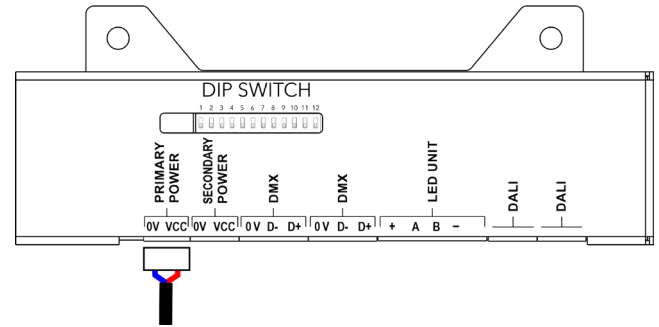 DIP SWITCH
1 2 3 4 5 6 7 8 9 10 11 12
PRIMARY
POWER
SECONDARY
POWER
DMX
DMX
LED UNIT
DALI
DALI
0V VCC 0V VCC 0V D- D+ 0V D- D+ + A B −